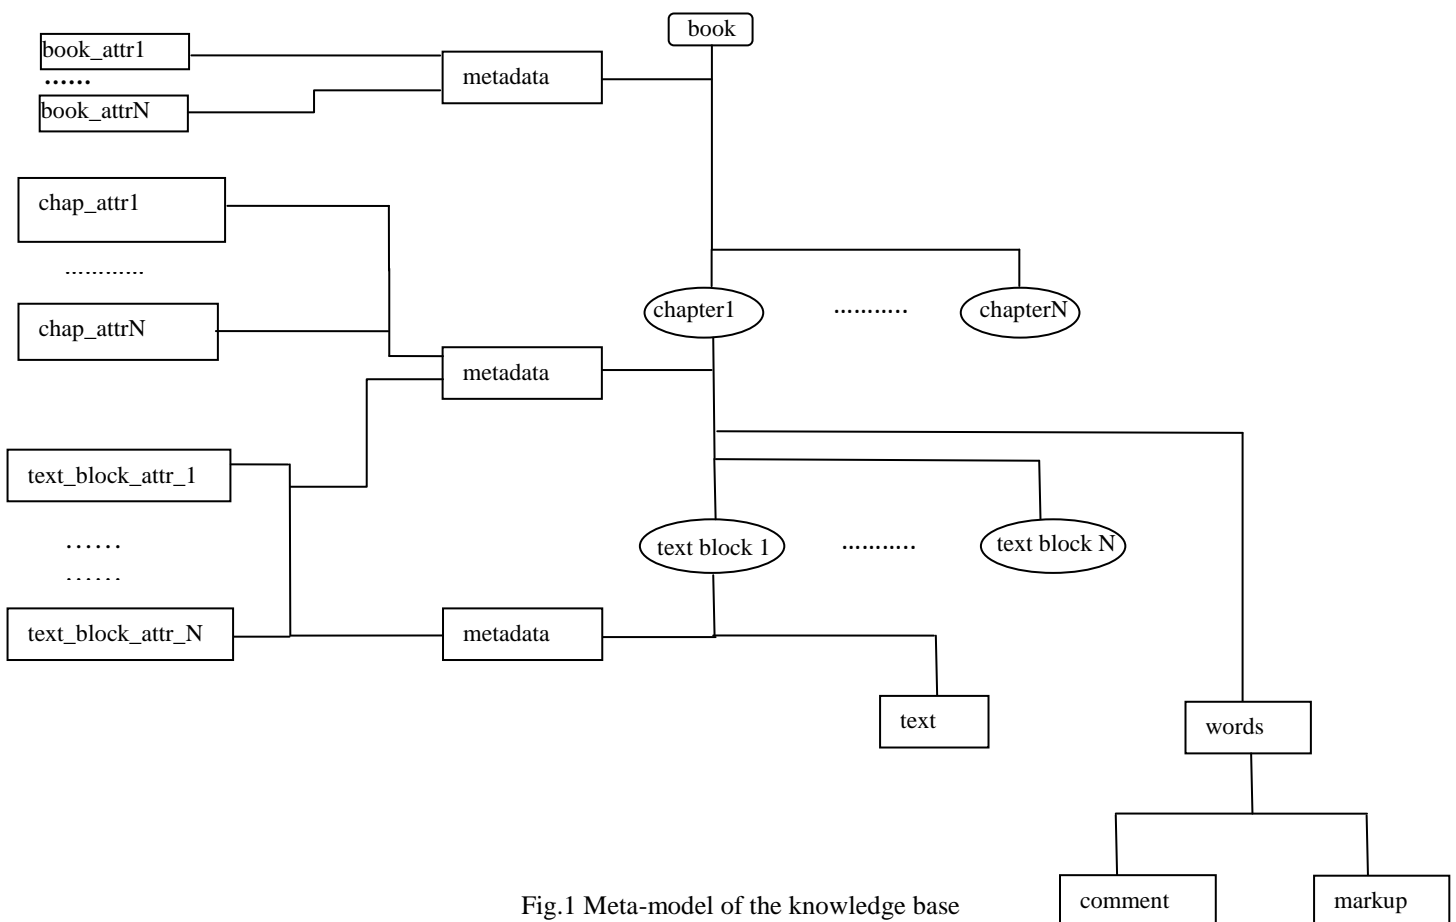 book
book_attr1
......
metadata
book_attrN
chap_attr1
............
chapter1
...........
chapterN
chap_attrN
metadata
text_block_attr_1
......
text block 1
...........
text block N
......
text_block_attr_N
metadata
text
words
comment
markup
Fig.1 Meta-model of the knowledge base